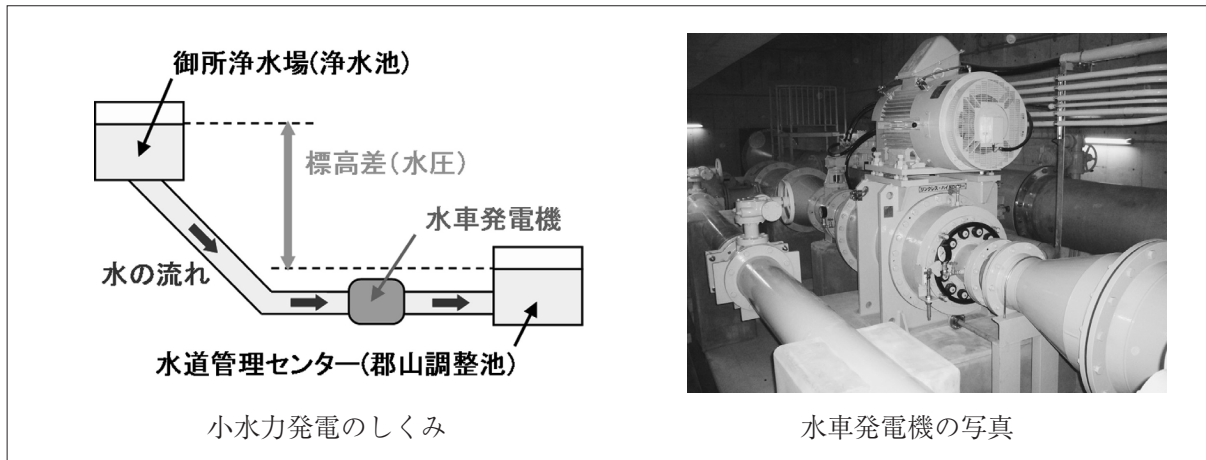 御所浄水場(浄水池)
標高差(水圧)
水車発電機
水の流れ
水道管理センター(郡山調整池)
小水力発電のしくみ
水車発電機の写真